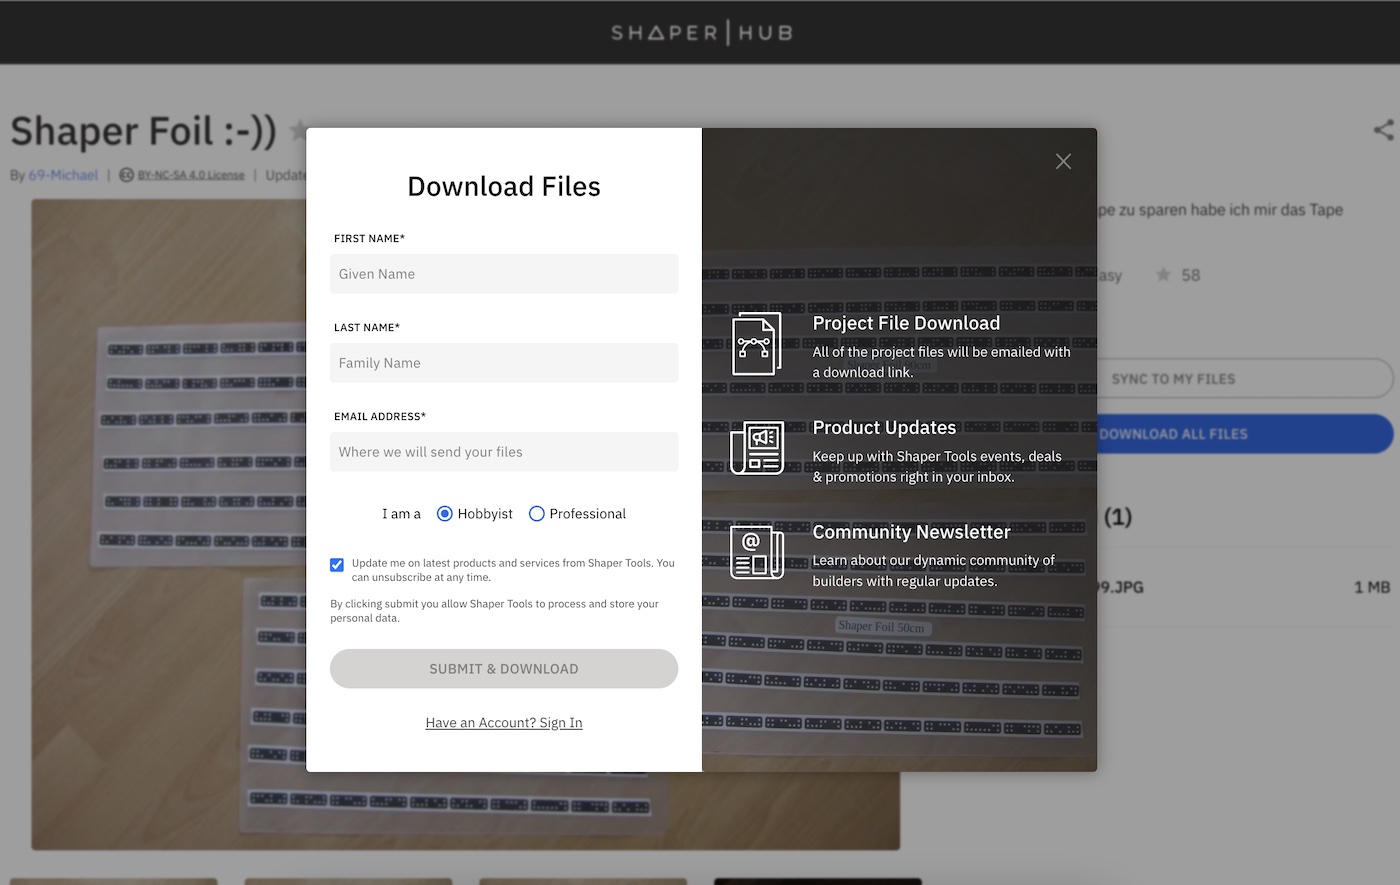 SHAPER|HUB
Shaper Foil :-))
By 69-Michael | BY-NC-SA 4.0 License | Update
Download Files
FIRST NAME*
Given Name
LAST NAME*
Family Name
EMAIL ADDRESS*
Where we will send your files
I am a Hobbyist Professional
Update me on latest products and services from Shaper Tools. You
can unsubscribe at any time.
By clicking submit you allow Shaper Tools to process and store your
personal data.
SUBMIT & DOWNLOAD
Have an Account? Sign In
Project File Download
All of the project files will be emailed with
a download link.
Product Updates
Keep up with Shaper Tools events, deals
& promotions right in your inbox.
Community Newsletter
Learn about our dynamic community of
builders with regular updates.
Shaper Foil 50cm
pe zu sparen habe ich mir das Tape
58
SYNC TO MY FILES
DOWNLOAD ALL FILES
(1)
99.JPG 1 MB